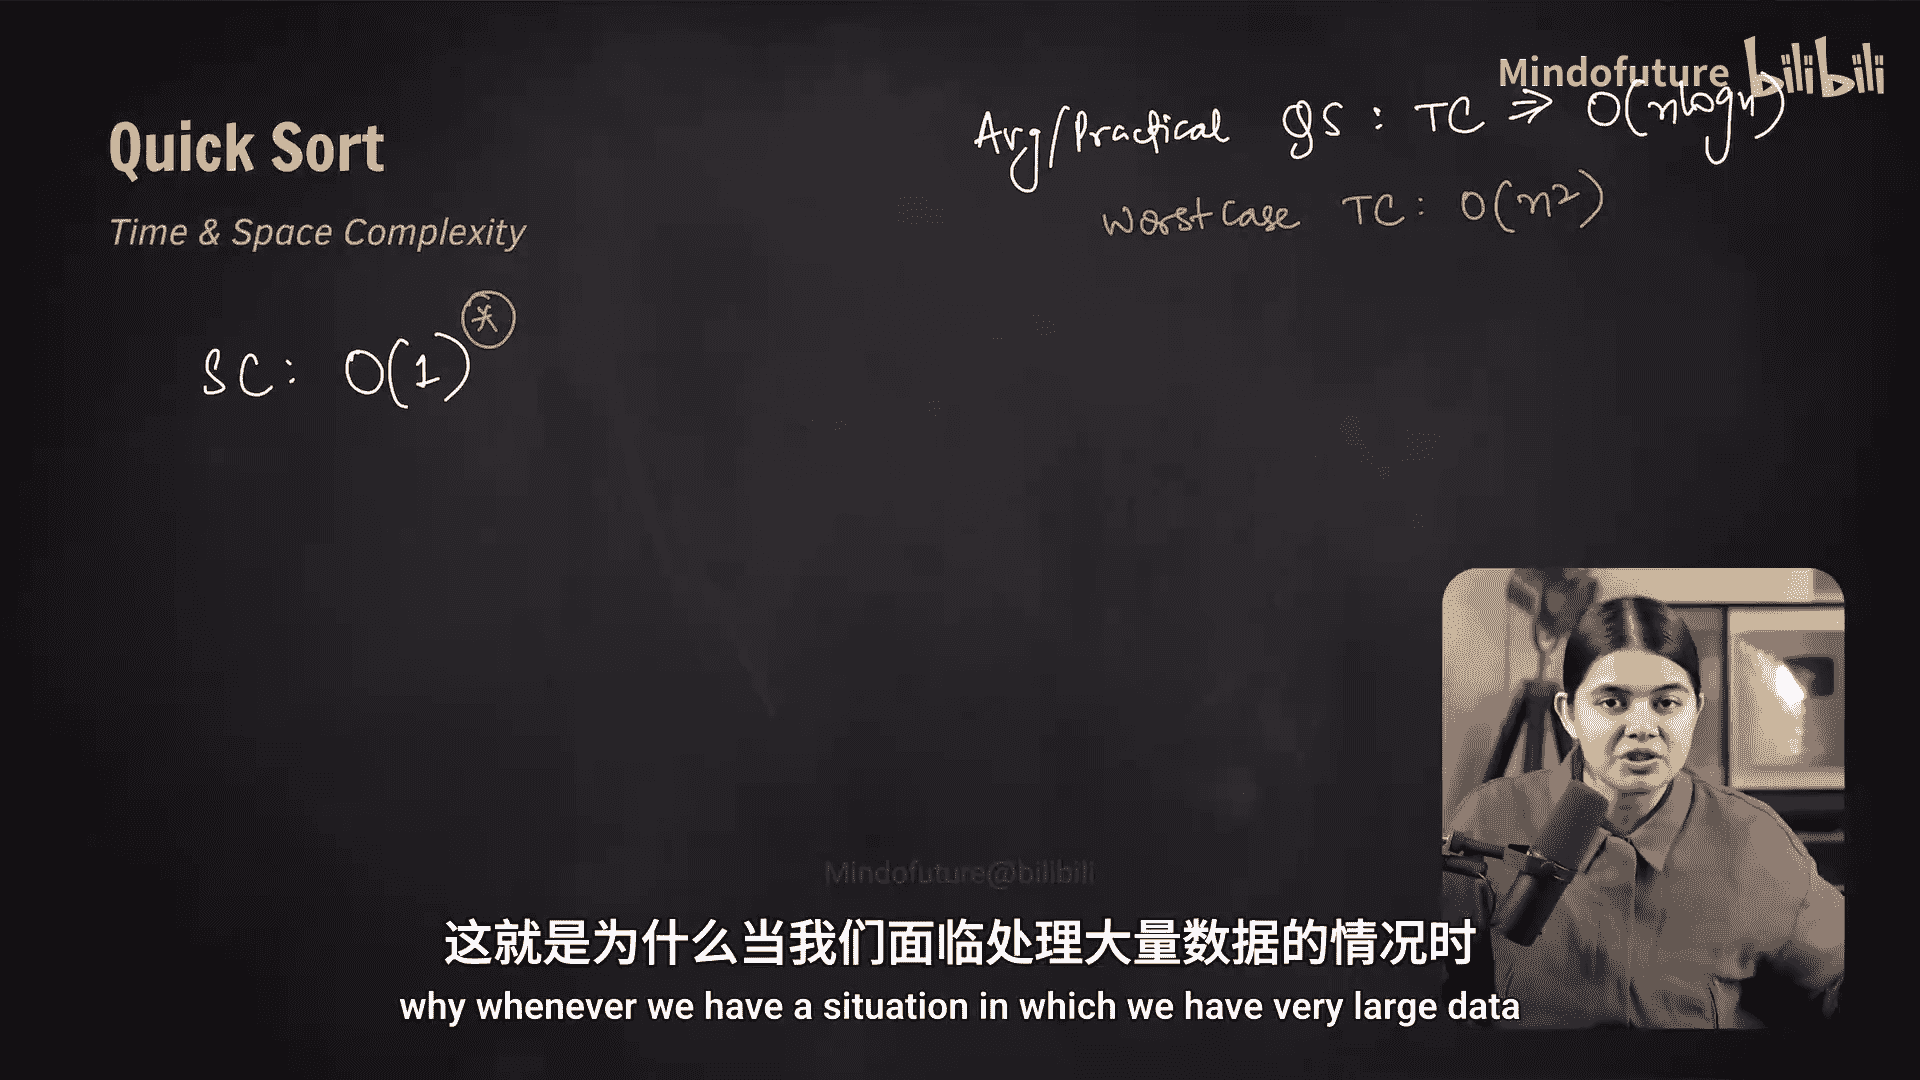 Mindofuture bilibili
Quick Sort
Avg/Practical QS : TC ⇒ O(n log n)
Time & Space Complexity
Worst Case TC : O(n²)
SC : O(1)*
Mindofuture@bilibili
这就是为什么当我们面临处理大量数据的情况时
why whenever we have a situation in which we have very large data